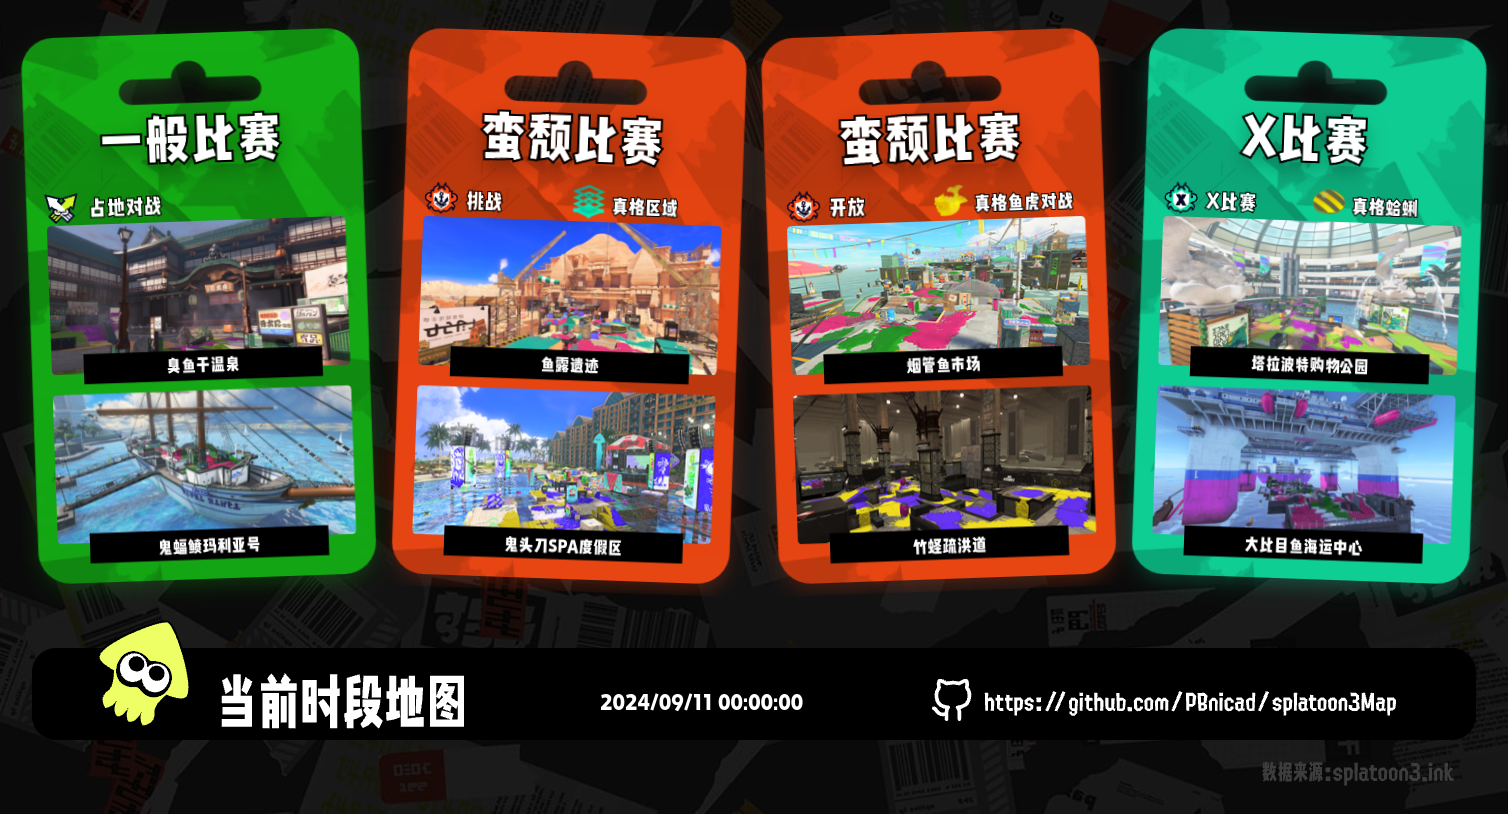 一般比赛
占地对战
臭鱼干温泉
鬼蝠鲼玛利亚号
蛮颓比赛
挑战
真格区域
鱼露遗迹
鬼头刀SPA度假区
蛮颓比赛
开放
真格鱼虎对战
烟管鱼市场
竹蛏疏洪道
X比赛
X比赛
真格蛤蜊
塔拉波特购物公园
大比目鱼海运中心
当前时段地图
2024/09/11 00:00:00
https://github.com/PBnicad/splatoon3Map
数据来源:splatoon3.ink